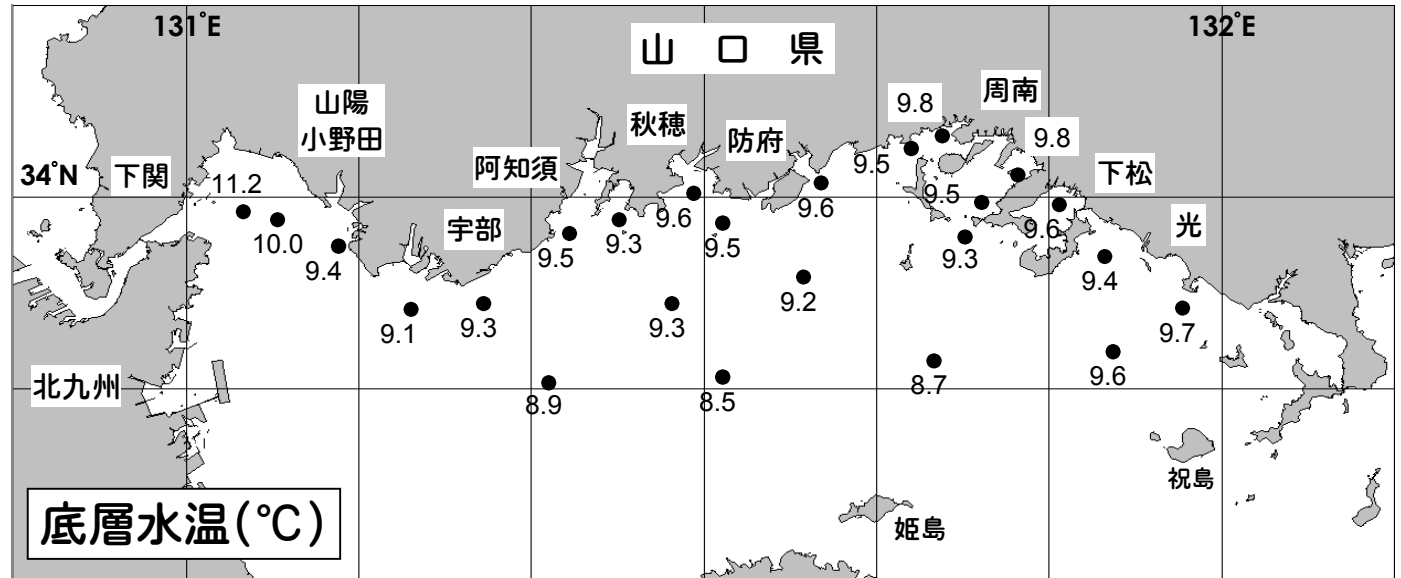 131°E
132°E
山 口 県
山陽
小野田
秋穂
防府
9.8
周南
9.8
34°N
下関
11.2
阿知須
9.5
下松
10.0
9.4
宇部
9.5
9.3
9.6
9.5
9.6
9.5
9.3
9.6
光
9.4
9.1
9.3
9.3
9.2
9.7
北九州
8.9
8.5
8.7
9.6
祝島
姫島
底層水温(℃)